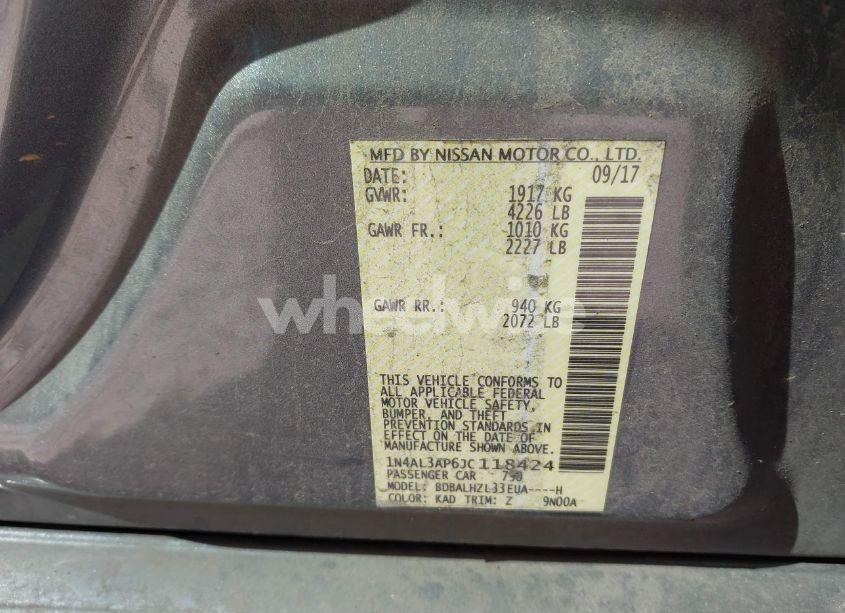 MFD BY NISSAN MOTOR CO., LTD.
DATE: 09/17
GVWR: 1917 KG
4226 LB
GAWR FR.: 1010 KG
2227 LB
GAWR RR.: 940 KG
2072 LB
wheelwire
THIS VEHICLE CONFORMS TO
ALL APPLICABLE FEDERAL
MOTOR VEHICLE SAFETY,
BUMPER, AND THEFT
PREVENTION STANDARDS IN
EFFECT ON THE DATE OF
MANUFACTURE SHOWN ABOVE.
1N4AL3AP6JC118424
PASSENGER CAR 790
MODEL: BDBALHZL33EUA----H
COLOR: KAD TRIM: Z 9N00A